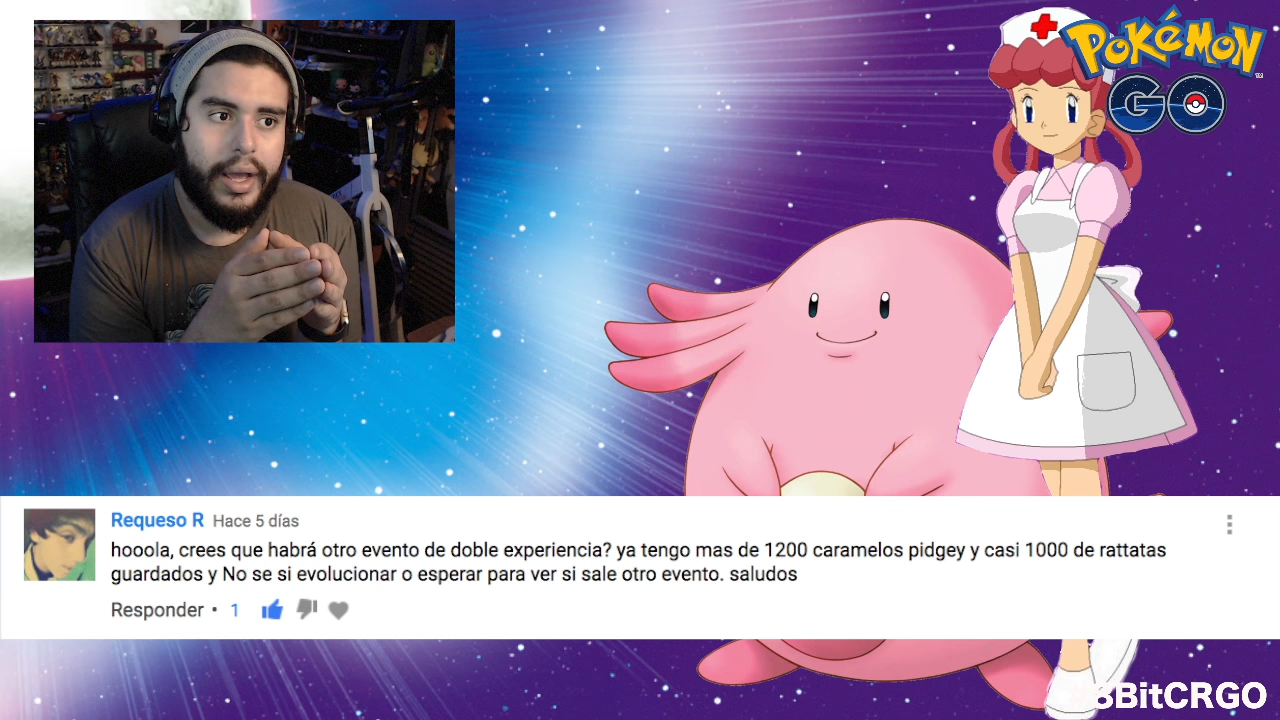 POKéMON
GO
Requeso R Hace 5 días
hooola, crees que habrá otro evento de doble experiencia? ya tengo mas de 1200 caramelos pidgey y casi 1000 de rattatas
guardados y No se si evolucionar o esperar para ver si sale otro evento. saludos
Responder • 1
8BitCRGO